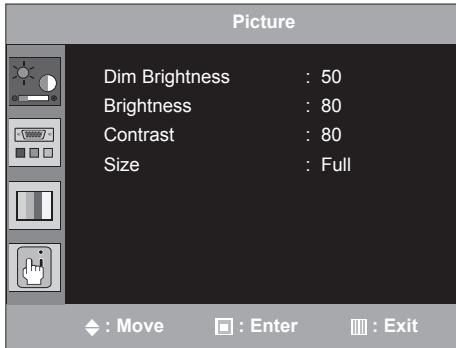 Picture
Dim Brightness : 50
Brightness : 80
Contrast : 80
Size : Full
: Move : Enter : Exit